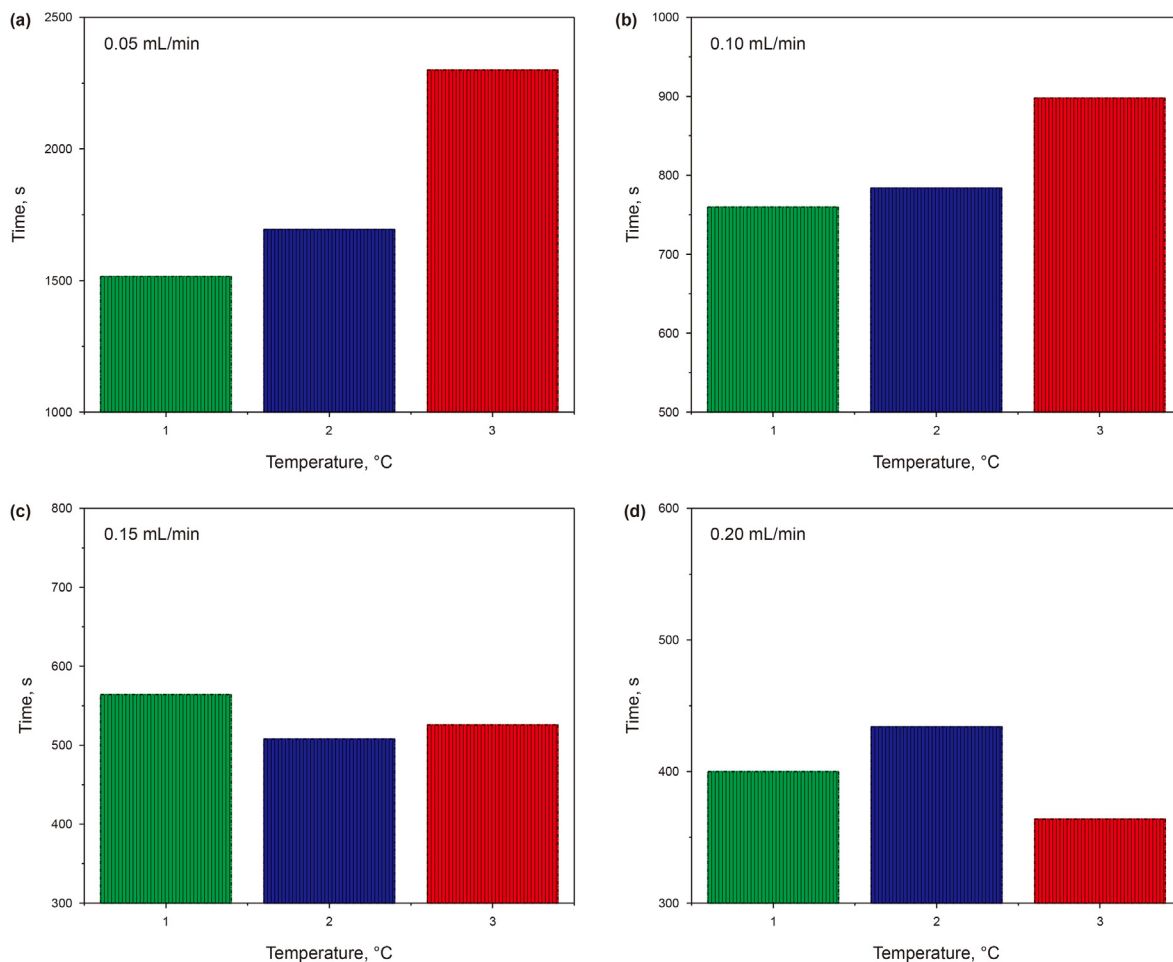 (a)
0.05 mL/min
2500
2000
1500
1000
Time, s
1 2 3
Temperature, °C
(b)
0.10 mL/min
1000
900
800
700
600
500
Time, s
1 2 3
Temperature, °C
(c)
0.15 mL/min
800
700
600
500
400
300
Time, s
1 2 3
Temperature, °C
(d)
0.20 mL/min
600
500
400
300
Time, s
1 2 3
Temperature, °C